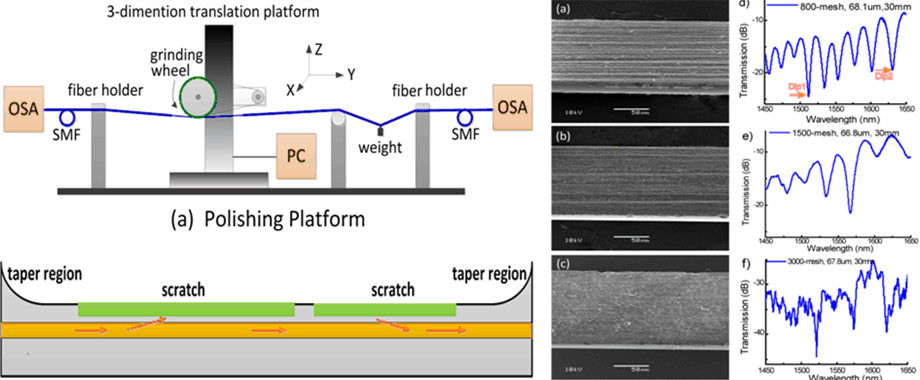 3-dimention translation platform
grinding
wheel
Z
Y
X
fiber holder
fiber holder
OSA
OSA
SMF
SMF
PC
weight
(a) Polishing Platform
taper region
scratch
scratch
taper region
(a)
10kV
(b)
10kV
(c)
10kV
d)
800-mesh, 68.1um,30mm
Transmission (dB)
-10
-20
Dip1
Dip2
1450 1500 1550 1600 1650
Wavelength (nm)
e)
1500-mesh, 66.8um, 30mm
Transmission (dB)
-10
-20
1450 1500 1550 1600 1650
Wavelength (nm)
f)
3000-mesh, 67.8um, 30mm
Transmission (dB)
-30
-40
1450 1500 1550 1600 1650
Wavelength (nm)